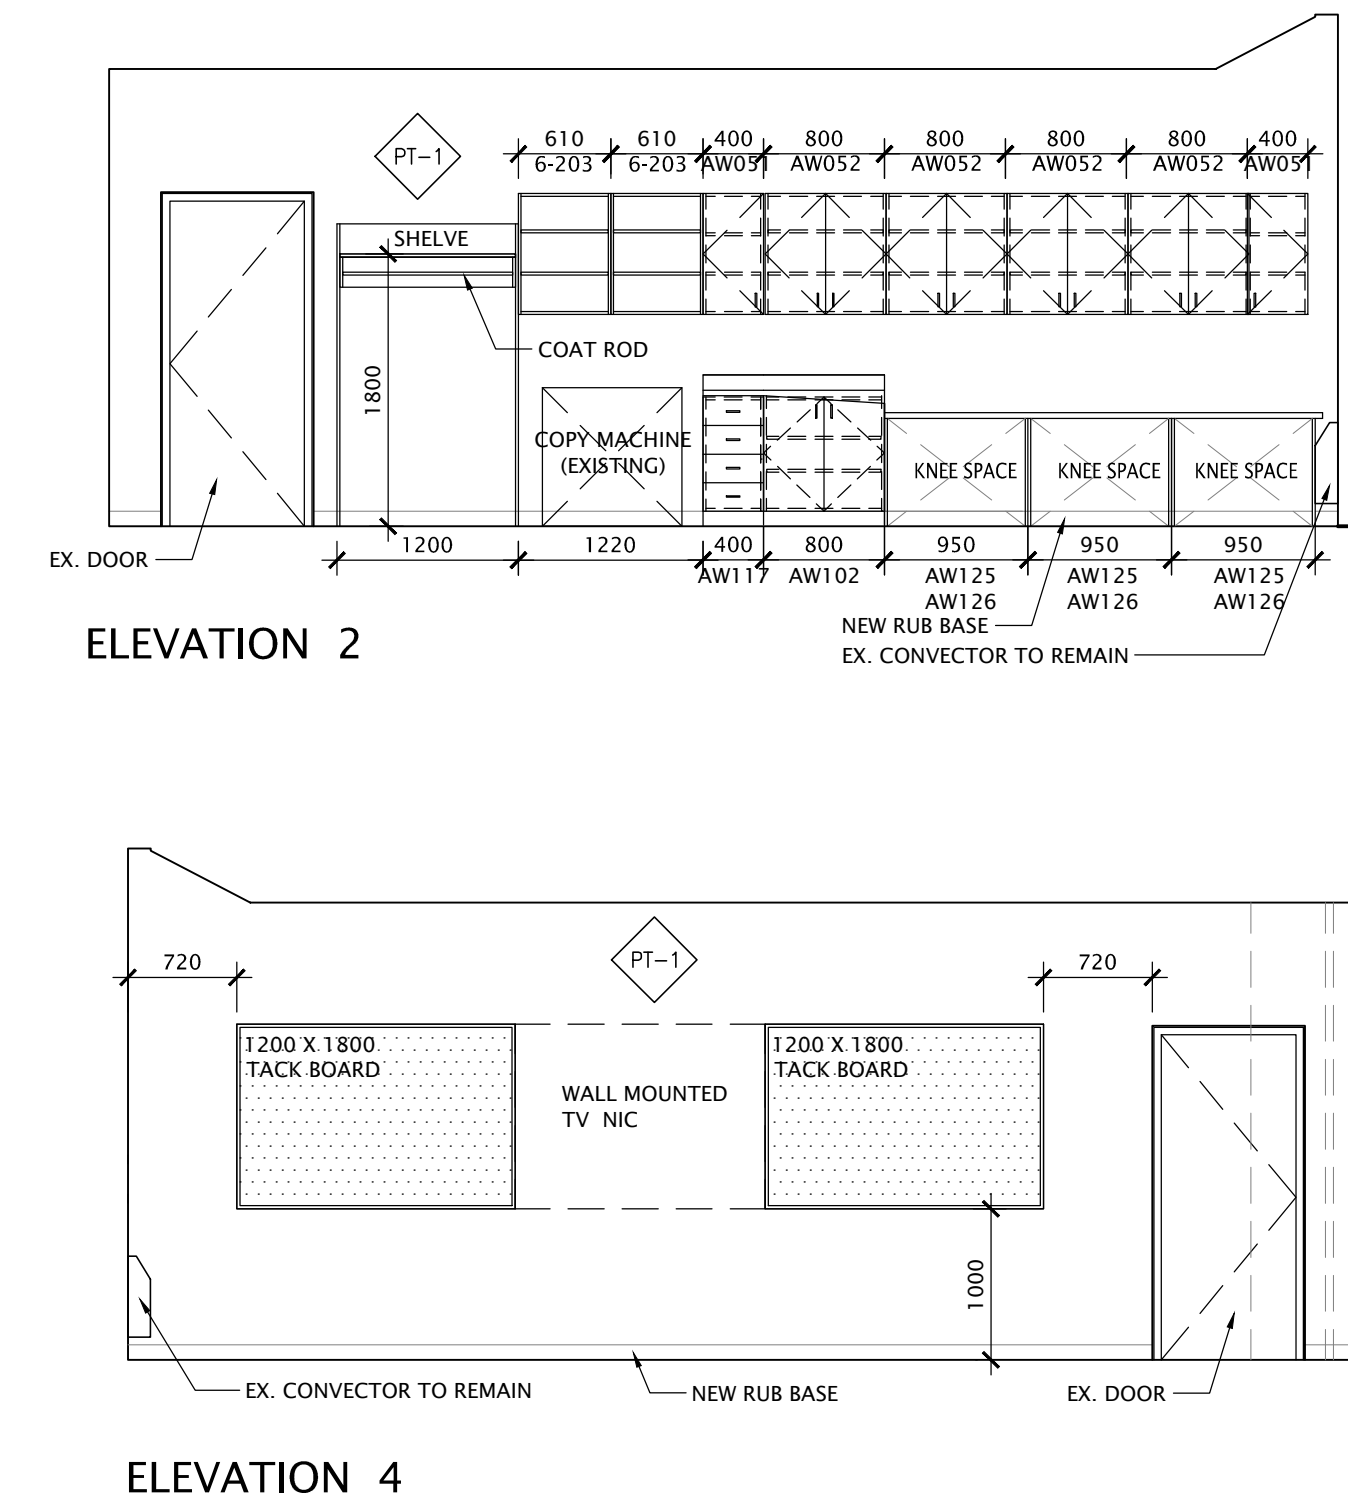 PT-1
610 610 400 800 800 800 800 400
6-203 6-203 AW051 AW052 AW052 AW052 AW052 AW051
SHELVE
COAT ROD
1800
COPY MACHINE
(EXISTING)
KNEE SPACE KNEE SPACE KNEE SPACE
EX. DOOR
1200 1220 400 800 950 950 950
AW117 AW102 AW125 AW125 AW125
AW126 AW126 AW126
NEW RUB BASE
EX. CONVECTOR TO REMAIN
ELEVATION 2
720 PT-1 720
1200 X 1800 1200 X 1800
TACK BOARD TACK BOARD
WALL MOUNTED
TV NIC
1000
EX. CONVECTOR TO REMAIN
NEW RUB BASE
EX. DOOR
ELEVATION 4